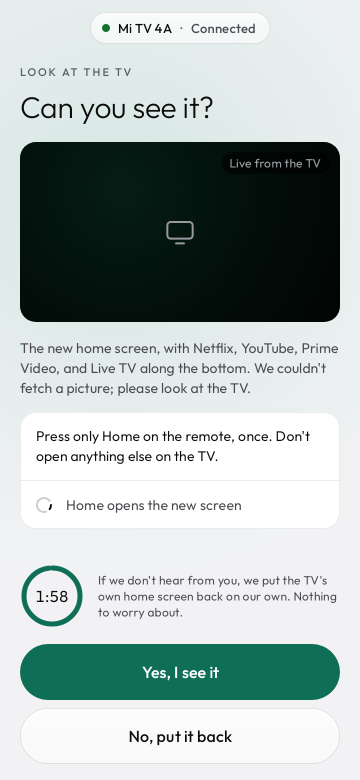 Mi TV 4A · Connected
LOOK AT THE TV
Can you see it?
Live from the TV
The new home screen, with Netflix, YouTube, Prime
Video, and Live TV along the bottom. We couldn't
fetch a picture; please look at the TV.
Press only Home on the remote, once. Don't
open anything else on the TV.
Home opens the new screen
1:58
If we don't hear from you, we put the TV's
own home screen back on our own. Nothing
to worry about.
Yes, I see it
No, put it back